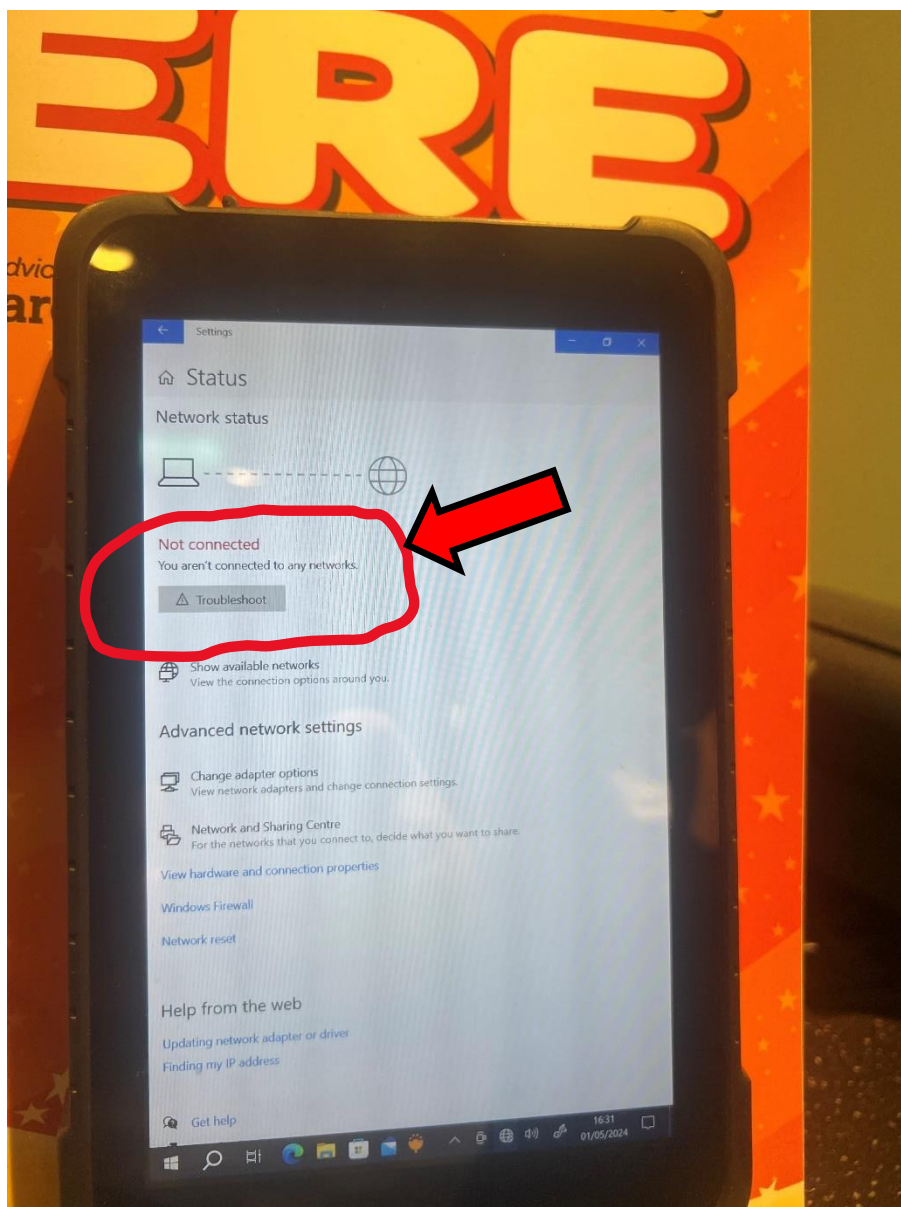 ERE
dvic
ar
Settings
Status
Network status
Not connected
You aren't connected to any networks.
Troubleshoot
Show available networks
View the connection options around you.
Advanced network settings
Change adapter options
View network adapters and change connection settings.
Network and Sharing Centre
For the networks that you connect to, decide what you want to share.
View hardware and connection properties
Windows Firewall
Network reset
Help from the web
Updating network adapter or driver
Finding my IP address
Get help
16:31
01/05/2024